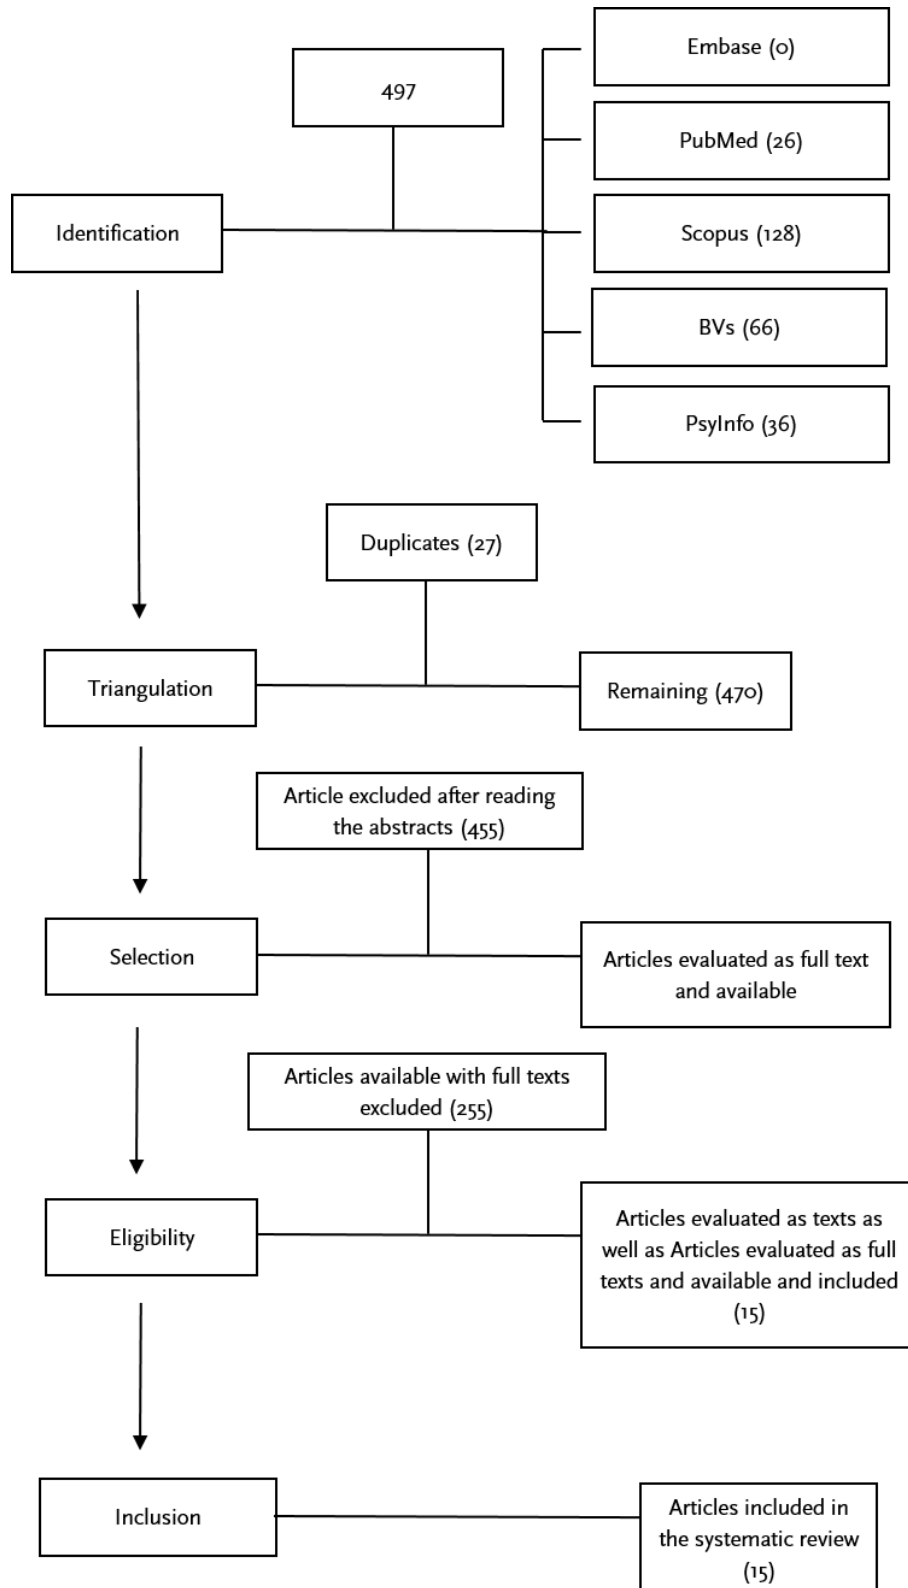 497
Embase (0)
PubMed (26)
Identification
Scopus (128)
BVs (66)
PsyInfo (36)
Duplicates (27)
Triangulation
Remaining (470)
Article excluded after reading
the abstracts (455)
Selection
Articles evaluated as full text
and available
Articles available with full texts
excluded (255)
Eligibility
Articles evaluated as texts as
well as Articles evaluated as full
texts and available and included
(15)
Inclusion
Articles included in
the systematic review
(15)